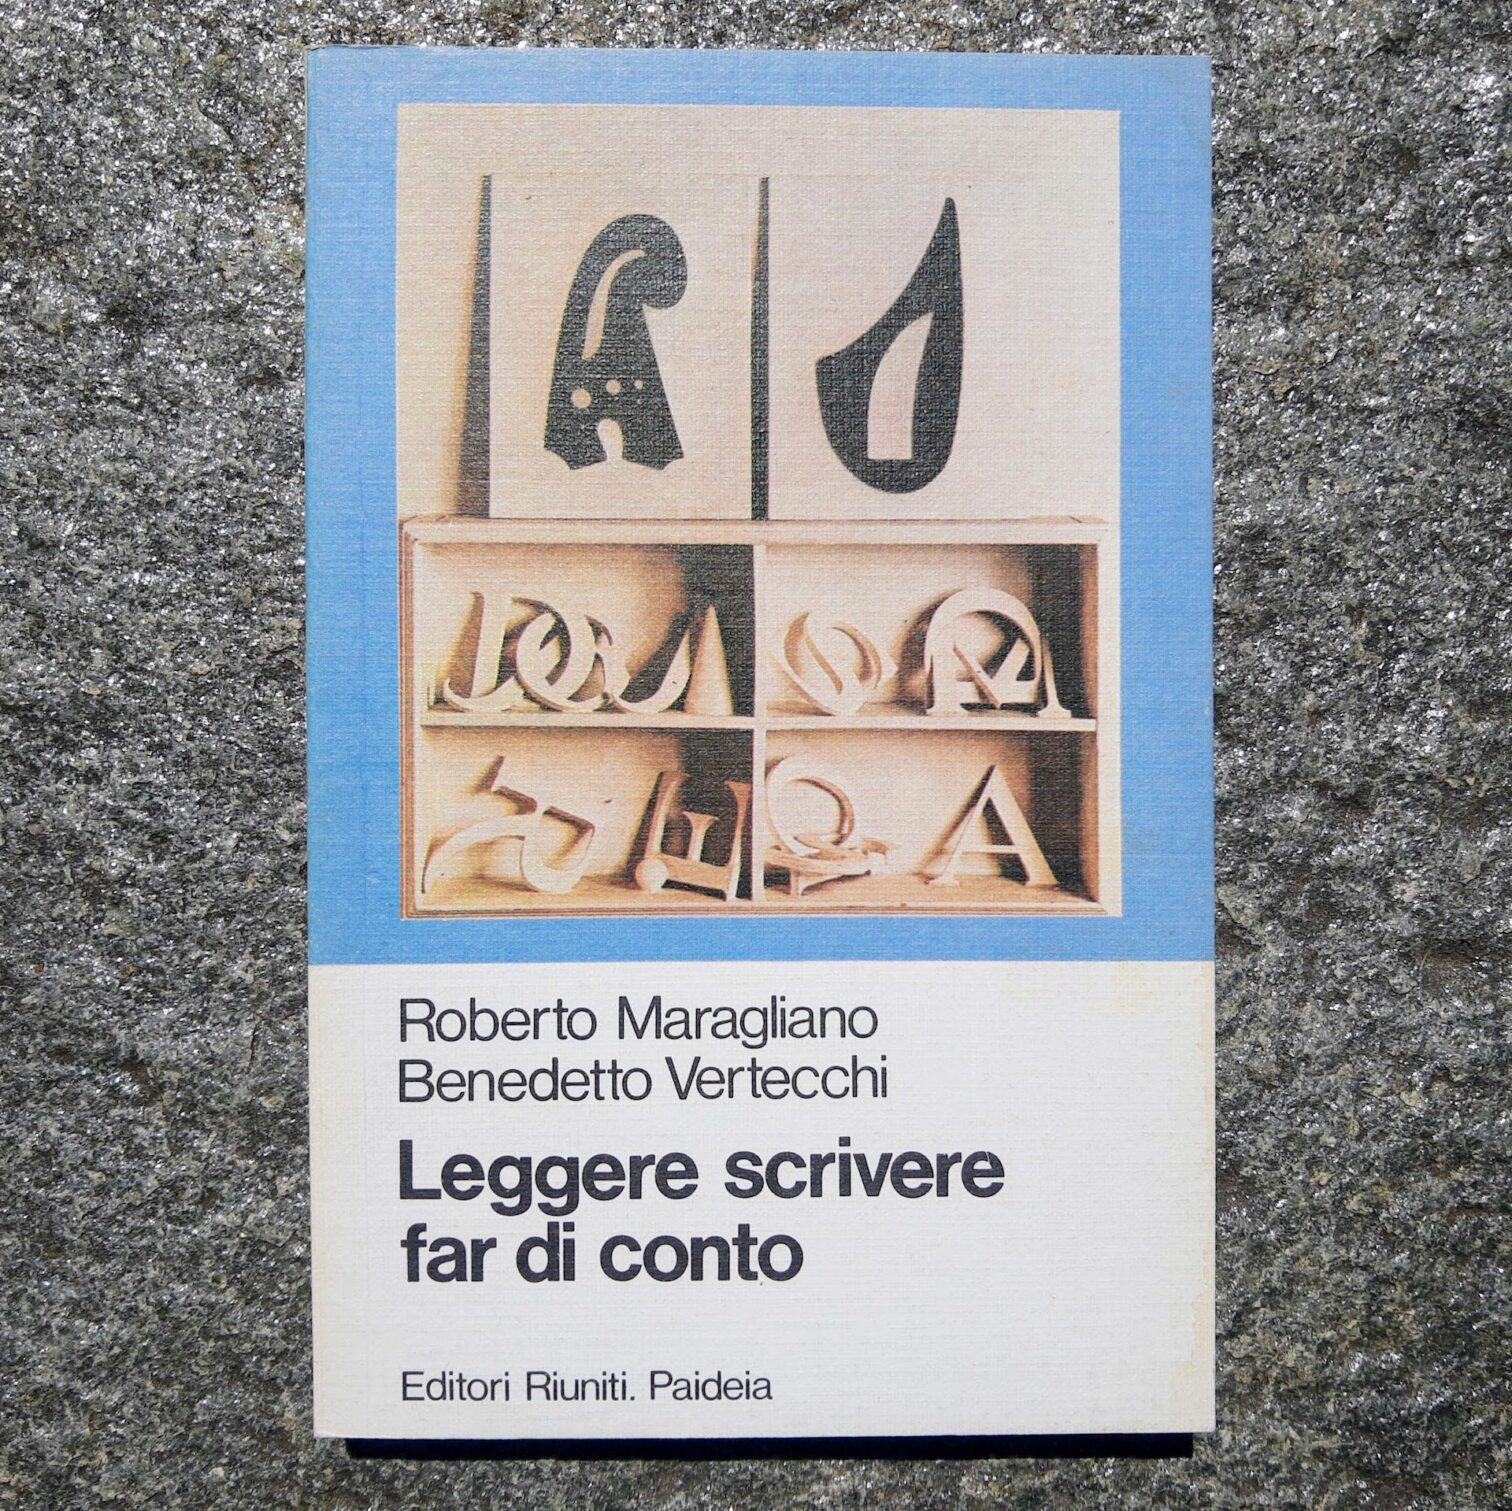 Roberto Maragliano
Benedetto Vertecchi
Leggere scrivere
far di conto
Editori Riuniti. Paideia